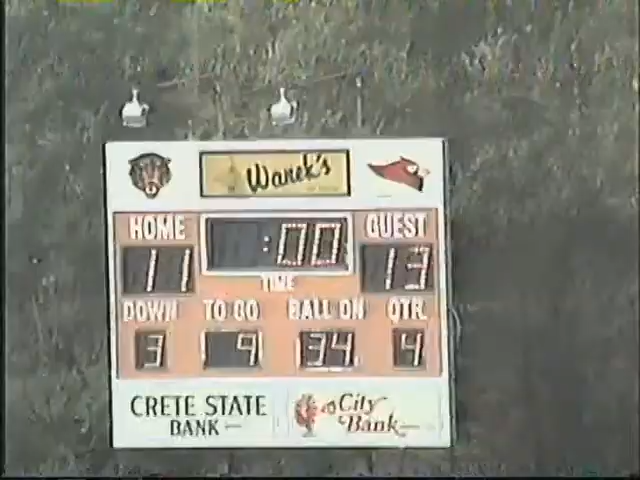 Wanek's
HOME :00 GUEST
11 TIME 13
DOWN TO GO BALL ON QTR.
3 9 34 4
CRETE STATE
BANK
City
Bank